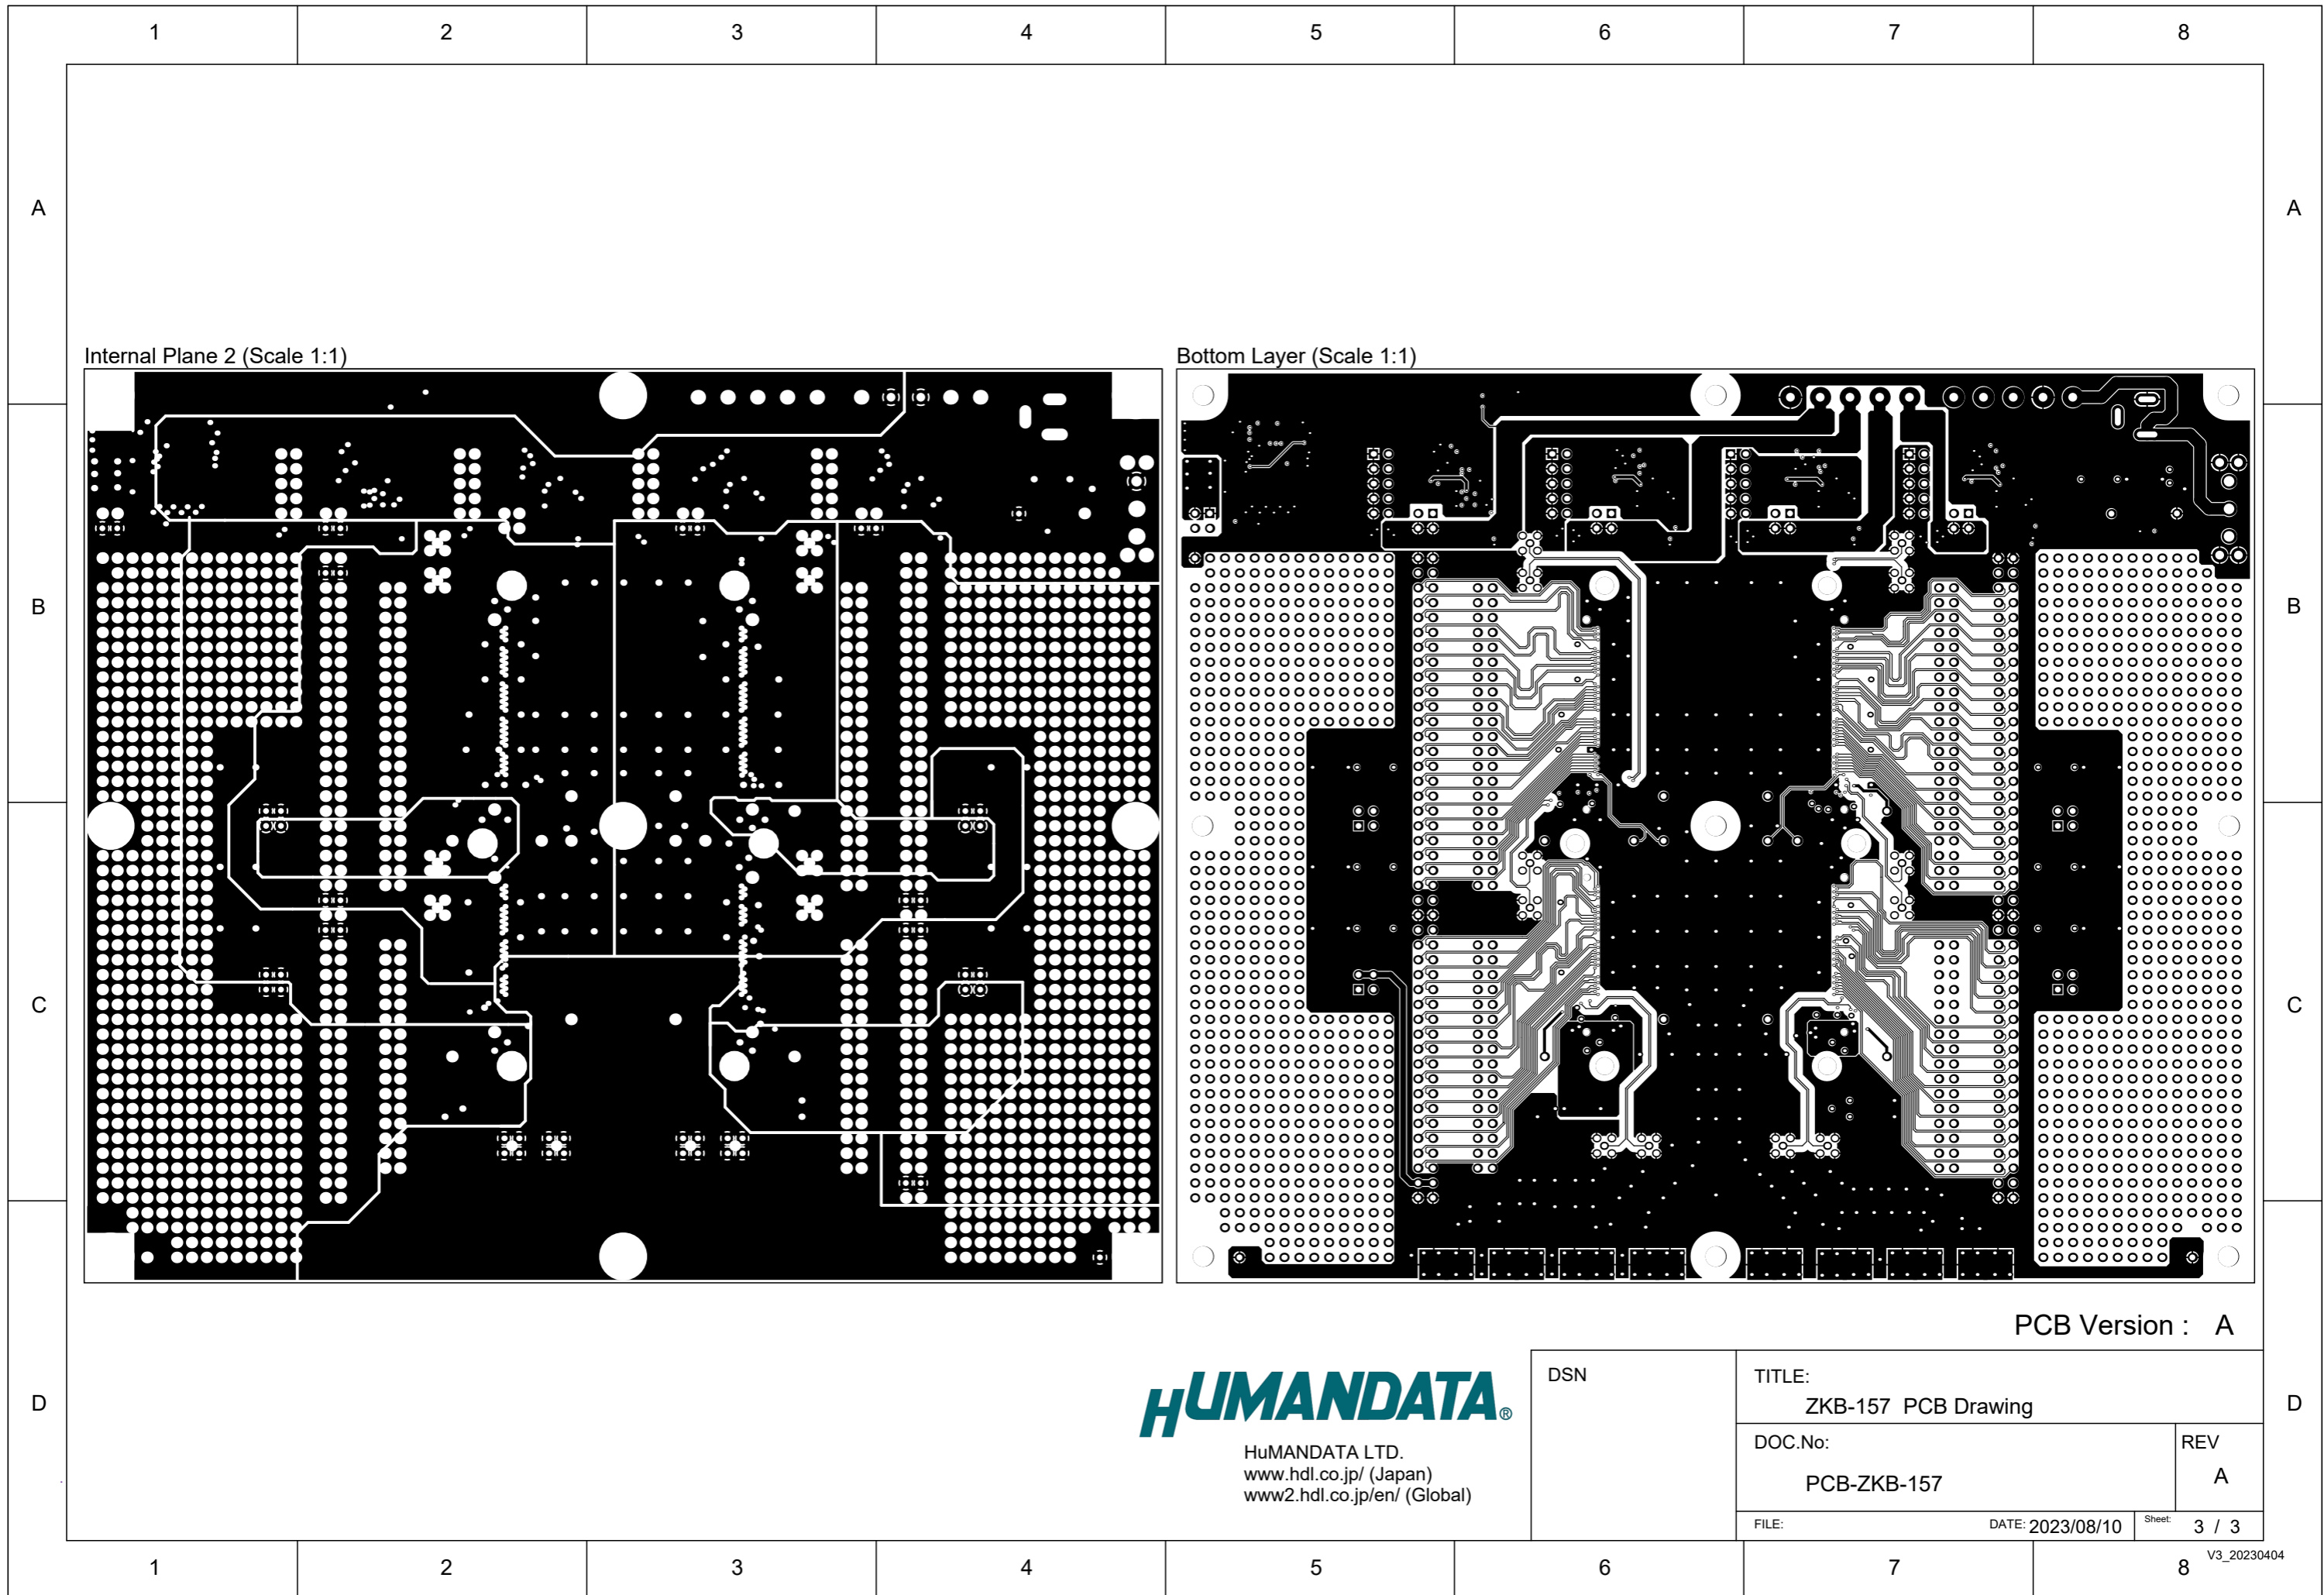 1 2 3 4 5 6 7 8
A A
Internal Plane 2 (Scale 1:1) Bottom Layer (Scale 1:1)
B B
C C
PCB Version : A
D D
HUMANDATA®
HuMANDATA LTD.
www.hdl.co.jp/ (Japan)
www2.hdl.co.jp/en/ (Global)
DSN
TITLE:
ZKB-157 PCB Drawing
DOC.No:
PCB-ZKB-157
REV
A
FILE: DATE: 2023/08/10 Sheet: 3 / 3
V3_20230404
1 2 3 4 5 6 7 8